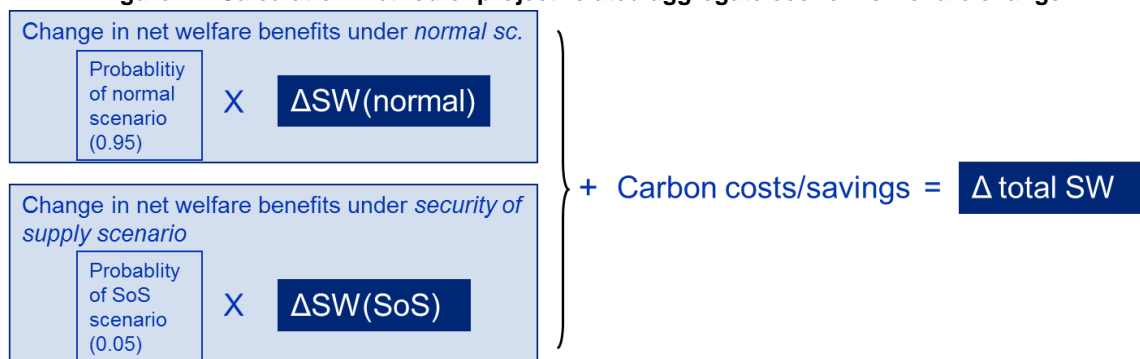 Change in net welfare benefits under normal sc.
Probablitiy
of normal
scenario
(0.95)
X
ΔSW(normal)
Change in net welfare benefits under security of
supply scenario
Probablity
of SoS
scenario
(0.05)
X
ΔSW(SoS)
+ Carbon costs/savings = Δ total SW